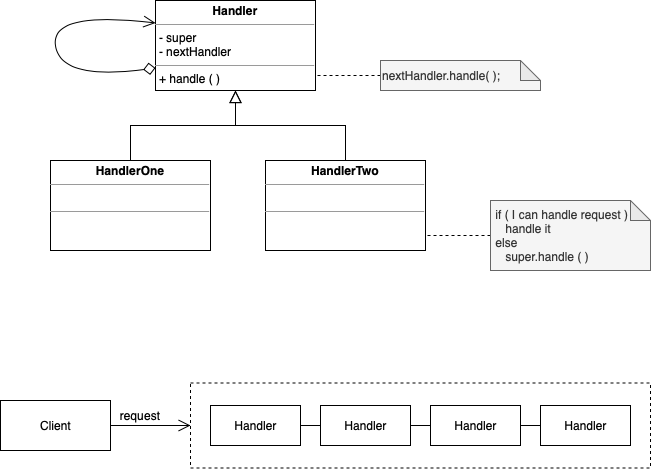 Handler
- super
- nextHandler
+ handle ( )
nextHandler.handle( );
HandlerOne
HandlerTwo
if ( I can handle request )
handle it
else
super.handle ( )
Client
request
Handler
Handler
Handler
Handler